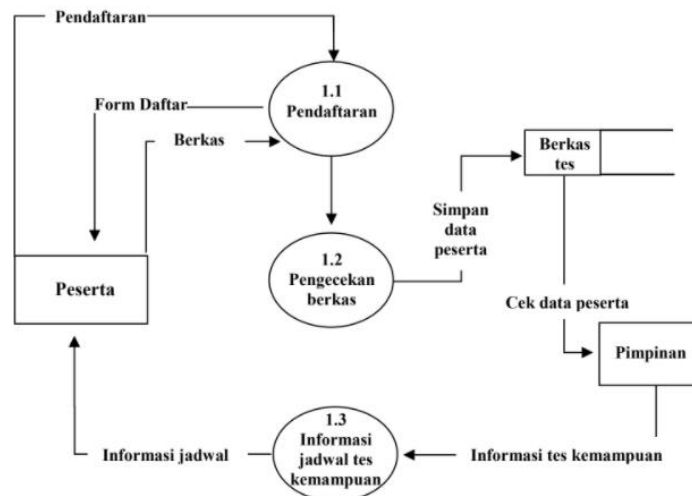 Pendaftaran
1.1
Pendaftaran
Form Daftar
Berkas
Berkas
tes
Simpan
data
peserta
1.2
Pengecekan
berkas
Peserta
Cek data peserta
Pimpinan
1.3
Informasi
jadwal tes
kemampuan
Informasi jadwal
Informasi tes kemampuan